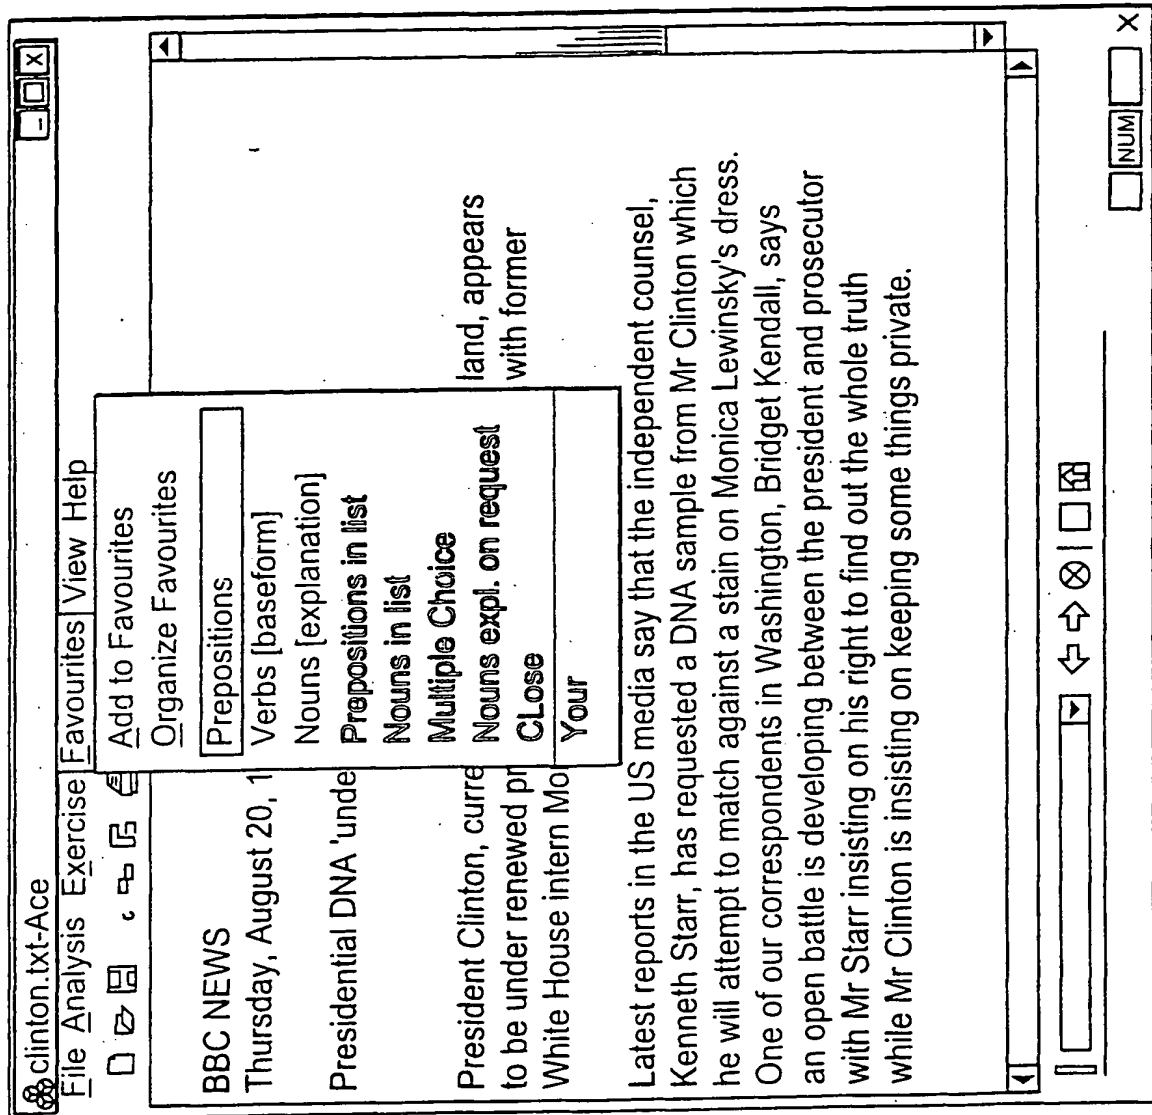 clinton.txt-Ace
File Analysis Exercise Favourites View Help
Add to Favourites
Organize Favourites
Prepositions
Verbs [baseform]
Nouns [explanation]
Prepositions in list
Nouns in list
Multiple Choice
Nouns expl. on request
CLose
Your
BBC NEWS
Thursday, August 20, 1
Presidential DNA 'unde
President Clinton, curre land, appears
to be under renewed pr with former
White House intern Mo
Latest reports in the US media say that the independent counsel,
Kenneth Starr, has requested a DNA sample from Mr Clinton which
he will attempt to match against a stain on Monica Lewinsky's dress.
One of our correspondents in Washington, Bridget Kendall, says
an open battle is developing between the president and prosecutor
with Mr Starr insisting on his right to find out the whole truth
while Mr Clinton is insisting on keeping some things private.
NUM